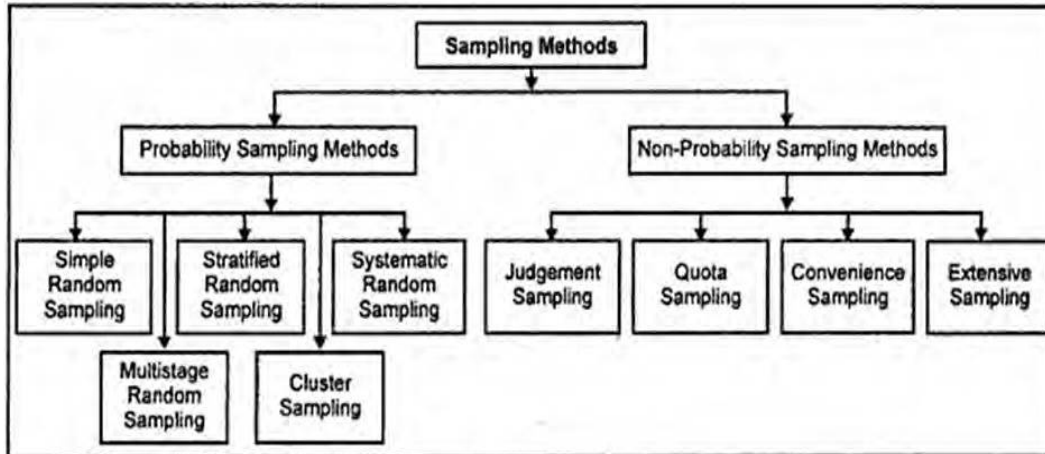 Sampling Methods
Probability Sampling Methods
Non-Probability Sampling Methods
Simple
Random
Sampling
Stratified
Random
Sampling
Systematic
Random
Sampling
Judgement
Sampling
Quota
Sampling
Convenience
Sampling
Extensive
Sampling
Multistage
Random
Sampling
Cluster
Sampling